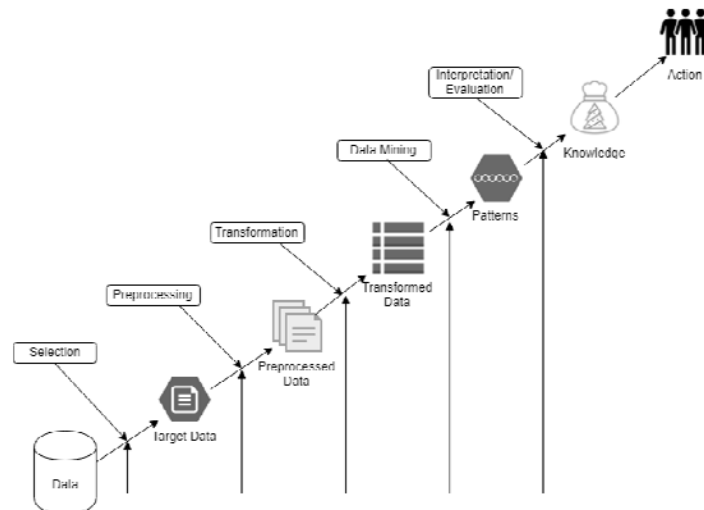 Action
Interpretation/
Evaluation
Knowledge
Data Mining
Patterns
Transformation
Transformed
Data
Preprocessing
Preprocessed
Data
Selection
Target Data
Data